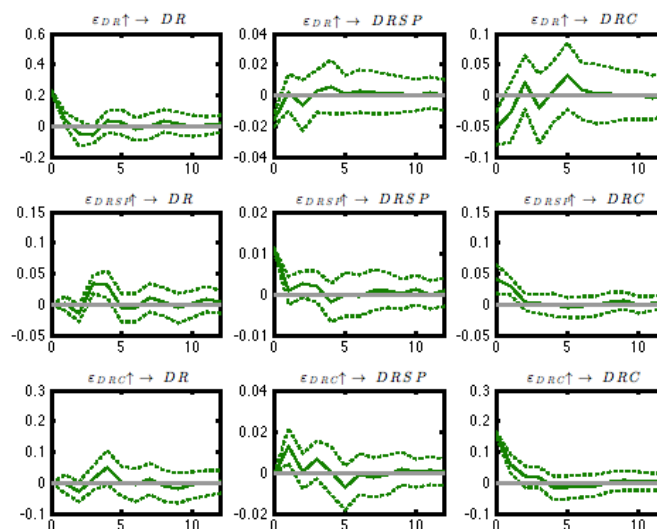 ε_DR↑ → DR ε_DR↑ → DRSP ε_DR↑ → DRC
0.6 0.04 0.1
0.4 0.02 0.05
0.2 0 0
0 -0.02 -0.05
-0.2 -0.04 -0.1
0 5 10 0 5 10 0 5 10
ε_DRSP↑ → DR ε_DRSP↑ → DRSP ε_DRSP↑ → DRC
0.15 0.02 0.15
0.1 0.1
0.05 0.01 0.05
0 0 0
-0.05 -0.01 -0.05
0 5 10 0 5 10 0 5 10
ε_DRC↑ → DR ε_DRC↑ → DRSP ε_DRC↑ → DRC
0.3 0.04 0.3
0.2 0.02 0.2
0.1 0.1
0 0 0
-0.1 -0.02 -0.1
0 5 10 0 5 10 0 5 10